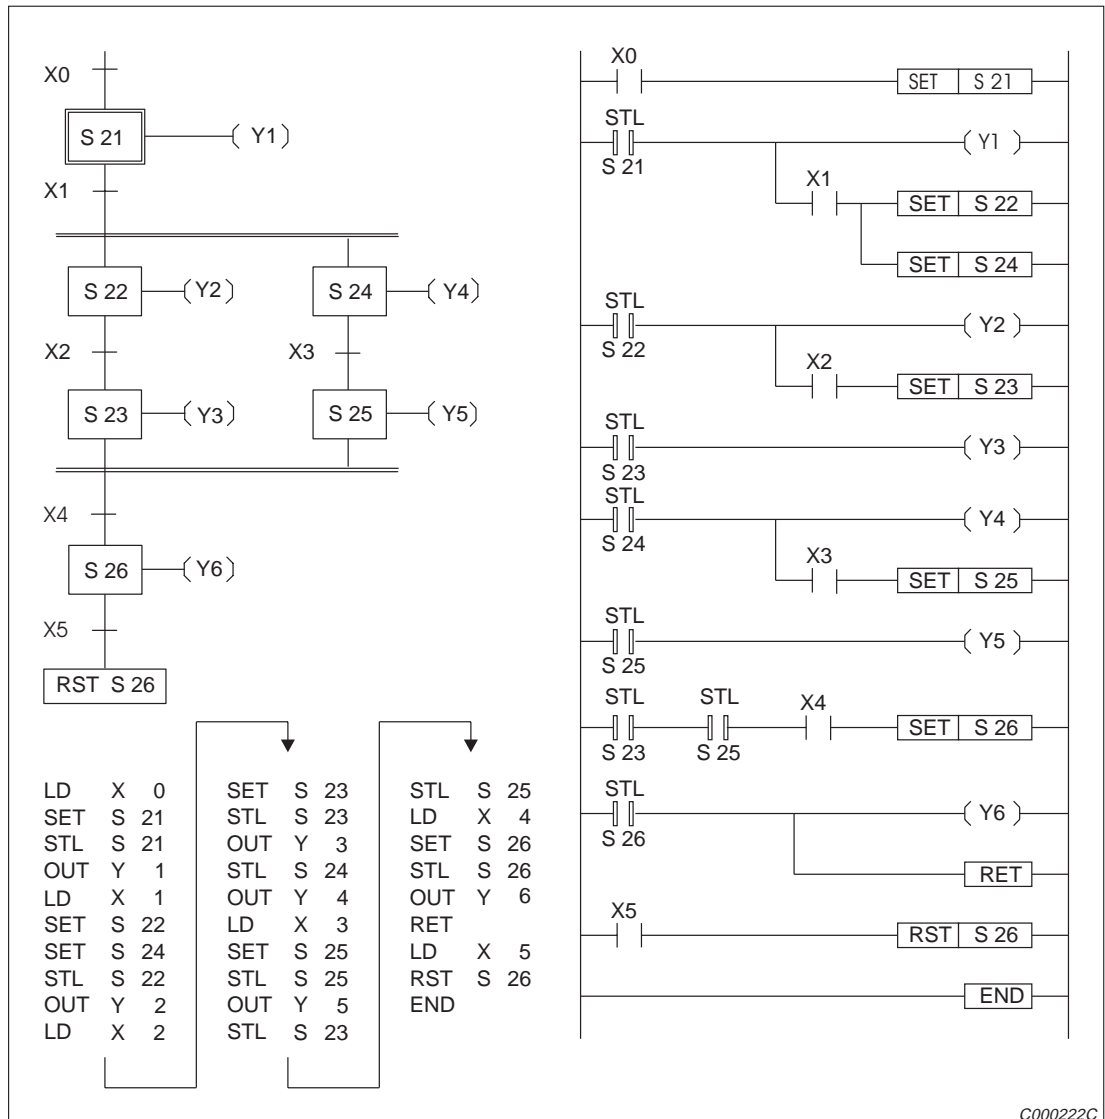 X0
S 21
( Y1 )
X1
S 22
( Y2 )
S 24
( Y4 )
X2
X3
S 23
( Y3 )
S 25
( Y5 )
X4
S 26
( Y6 )
X5
RST S 26
LD X 0
SET S 21
STL S 21
OUT Y 1
LD X 1
SET S 22
SET S 24
STL S 22
OUT Y 2
LD X 2
SET S 23
STL S 23
OUT Y 3
STL S 24
OUT Y 4
LD X 3
SET S 25
STL S 25
OUT Y 5
STL S 23
STL S 25
LD X 4
SET S 26
STL S 26
OUT Y 6
RET
LD X 5
RST S 26
END
X0
SET S 21
STL
( Y1 )
S 21
X1
SET S 22
SET S 24
STL
( Y2 )
S 22
X2
SET S 23
STL
( Y3 )
S 23
STL
( Y4 )
S 24
X3
SET S 25
STL
( Y5 )
S 25
STL STL X4
SET S 26
S 23 S 25
STL
( Y6 )
S 26
RET
X5
RST S 26
END
C000222C